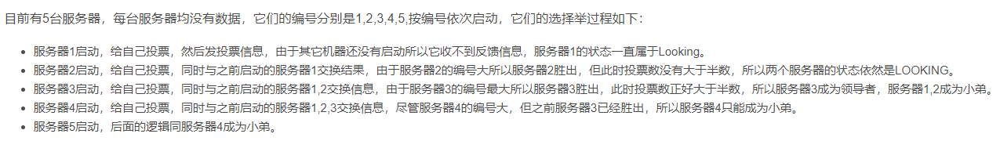 目前有5台服务器，每台服务器均没有数据，它们的编号分别是1,2,3,4,5,按编号依次启动，它们的选择举过程如下：
服务器1启动，给自己投票，然后发投票信息，由于其它机器还没有启动所以它收不到反馈信息，服务器1的状态一直属于Looking。
服务器2启动，给自己投票，同时与之前启动的服务器1交换结果，由于服务器2的编号大所以服务器2胜出，但此时投票数没有大于半数，所以两个服务器的状态依然是LOOKING。
服务器3启动，给自己投票，同时与之前启动的服务器1,2交换信息，由于服务器3的编号最大所以服务器3胜出，此时投票数正好大于半数，所以服务器3成为领导者，服务器1,2成为小弟。
服务器4启动，给自己投票，同时与之前启动的服务器1,2,3交换信息，尽管服务器4的编号大，但之前服务器3已经胜出，所以服务器4只能成为小弟。
服务器5启动，后面的逻辑同服务器4成为小弟。